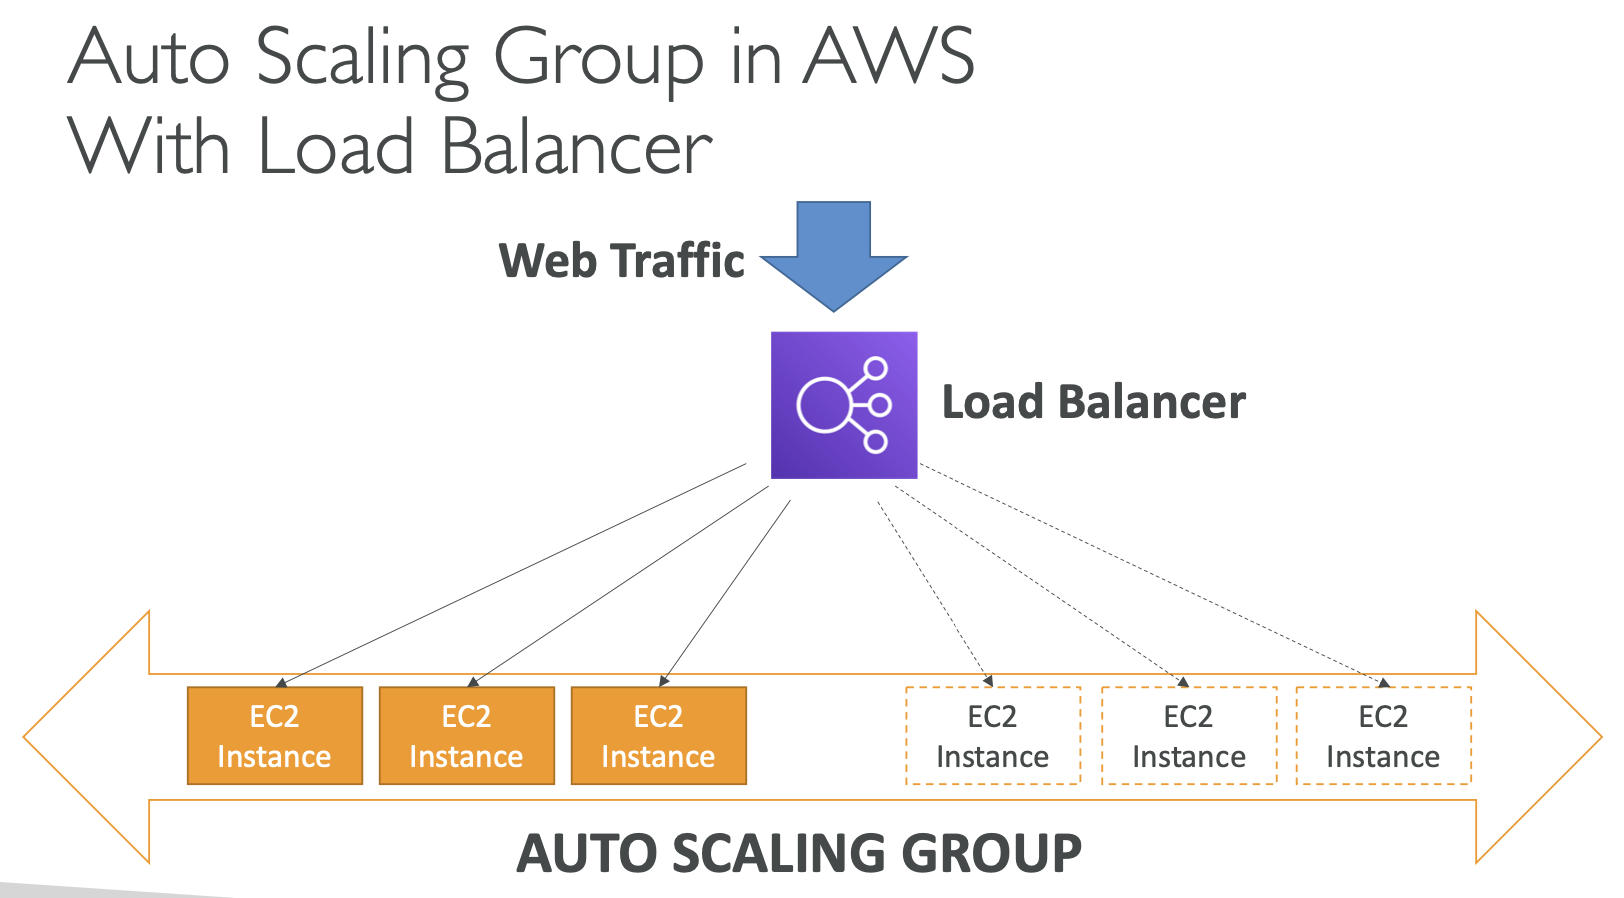 Auto Scaling Group in AWS
With Load Balancer
Web Traffic
Load Balancer
EC2
Instance
EC2
Instance
EC2
Instance
EC2
Instance
EC2
Instance
EC2
Instance
AUTO SCALING GROUP